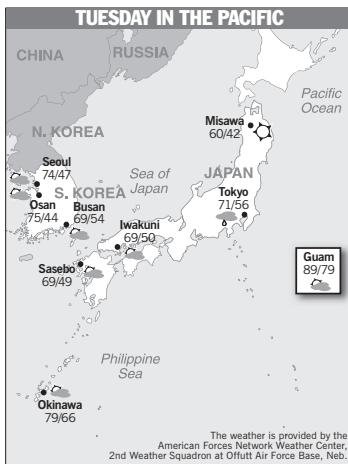 TUESDAY IN THE PACIFIC
CHINA
RUSSIA
Pacific
Ocean
Misawa
60/42
N. KOREA
Seoul
74/47
Sea of
Japan
JAPAN
S. KOREA
Osan
75/44
Busan
69/54
Tokyo
71/56
Iwakuni
69/50
Guam
89/79
Sasebo
69/49
Philippine
Sea
Okinawa
79/66
The weather is provided by the
American Forces Network Weather Center,
2nd Weather Squadron at Offutt Air Force Base, Neb.